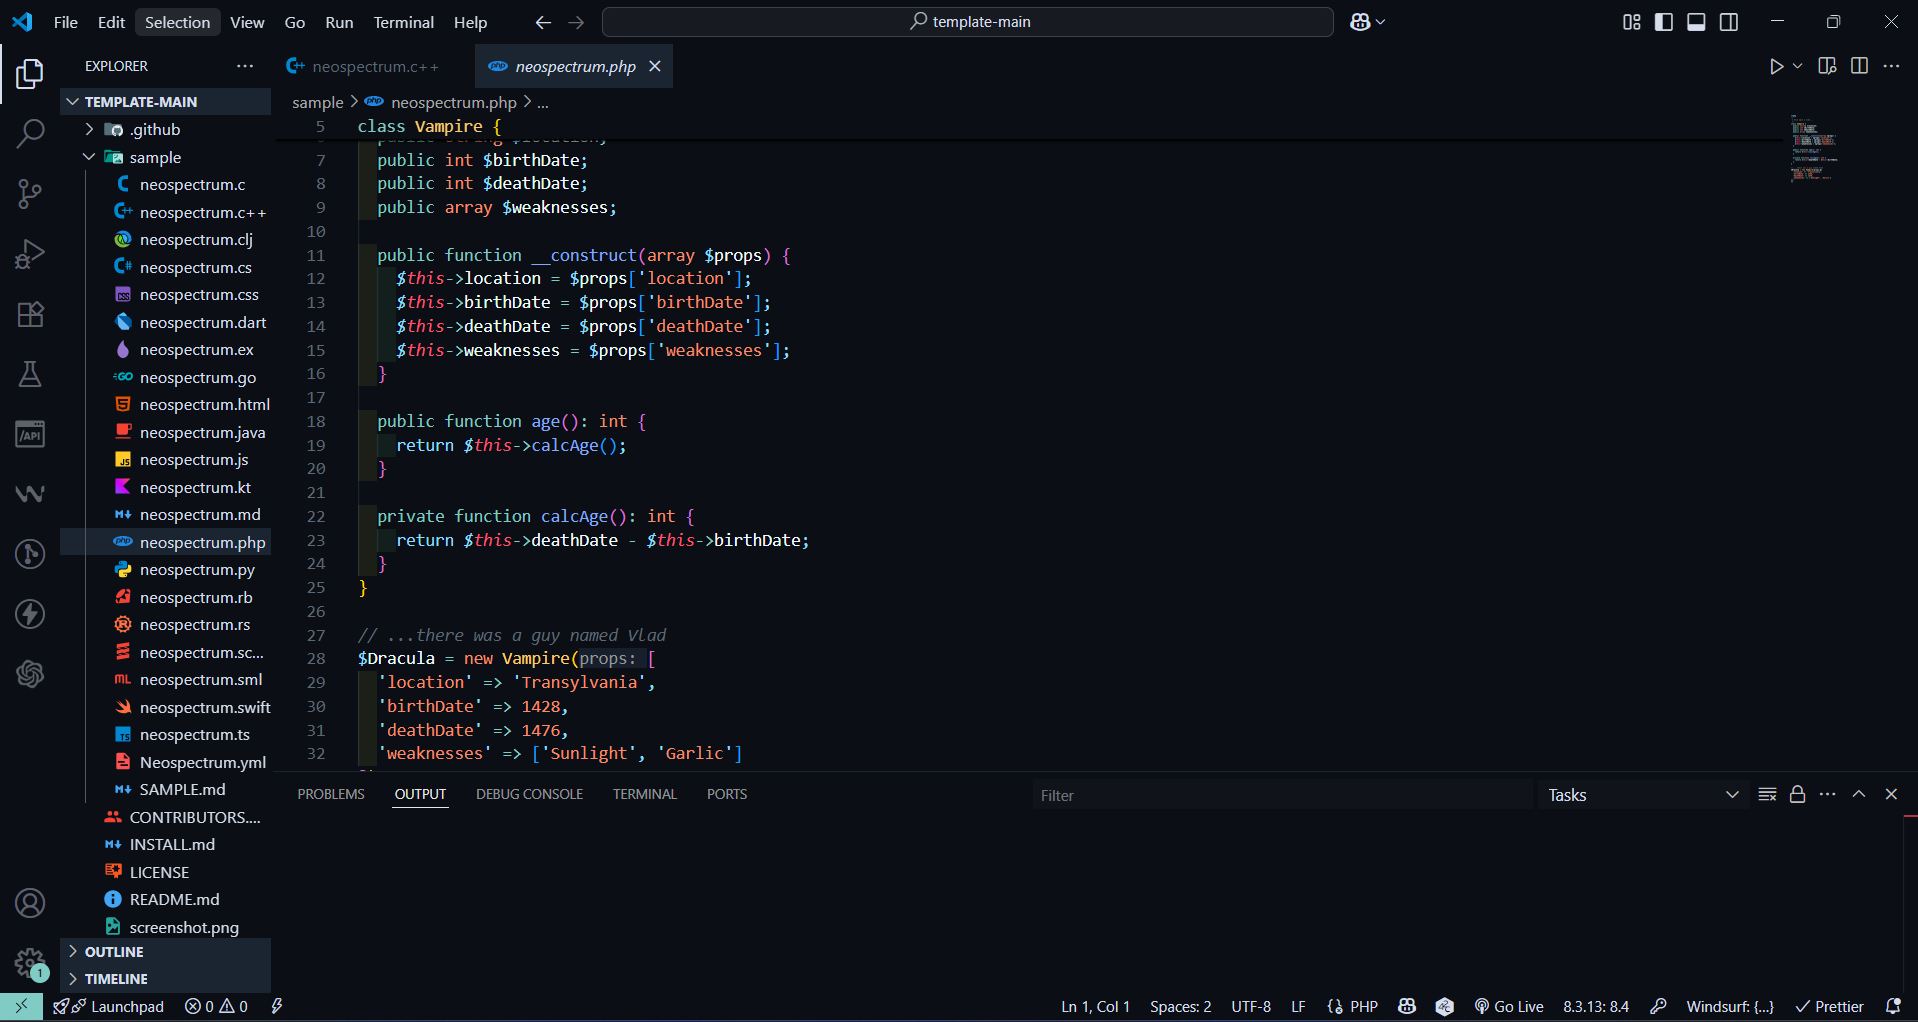 File Edit Selection View Go Run Terminal Help template-main
EXPLORER
neospectrum.c++
neospectrum.php
TEMPLATE-MAIN
.github
sample
neospectrum.c
neospectrum.c++
neospectrum.clj
neospectrum.cs
neospectrum.css
neospectrum.dart
neospectrum.ex
neospectrum.go
neospectrum.html
neospectrum.java
neospectrum.js
neospectrum.kt
neospectrum.md
neospectrum.php
neospectrum.py
neospectrum.rb
neospectrum.rs
neospectrum.sc...
neospectrum.sml
neospectrum.swift
neospectrum.ts
Neospectrum.yml
SAMPLE.md
CONTRIBUTORS....
INSTALL.md
LICENSE
README.md
screenshot.png
OUTLINE
TIMELINE
sample > neospectrum.php > ...
5 class Vampire {
public string $location;
7 public int $birthDate;
8 public int $deathDate;
9 public array $weaknesses;
10
11 public function __construct(array $props) {
12 $this->location = $props['location'];
13 $this->birthDate = $props['birthDate'];
14 $this->deathDate = $props['deathDate'];
15 $this->weaknesses = $props['weaknesses'];
16 }
17
18 public function age(): int {
19 return $this->calcAge();
20 }
21
22 private function calcAge(): int {
23 return $this->deathDate - $this->birthDate;
24 }
25 }
26
27 // ...there was a guy named Vlad
28 $Dracula = new Vampire(props: [
29 'location' => 'Transylvania',
30 'birthDate' => 1428,
31 'deathDate' => 1476,
32 'weaknesses' => ['Sunlight', 'Garlic']
PROBLEMS OUTPUT DEBUG CONSOLE TERMINAL PORTS Filter Tasks
1
Launchpad 0 0 Ln 1, Col 1 Spaces: 2 UTF-8 LF PHP Go Live 8.3.13: 8.4 Windsurf: {...} Prettier